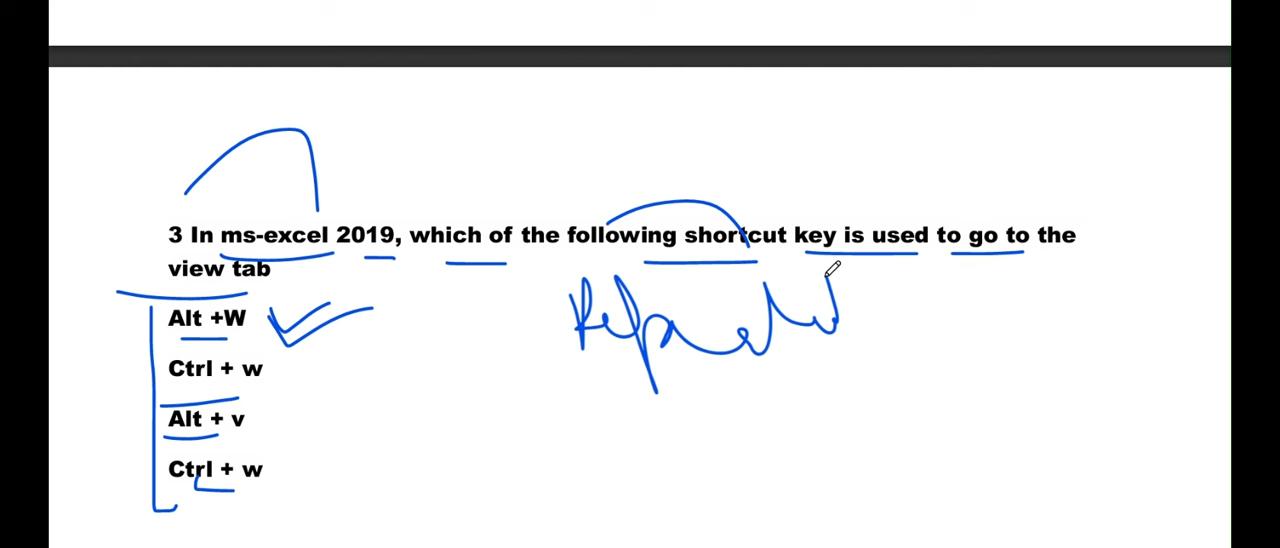 3 In ms-excel 2019, which of the following shortcut key is used to go to the
view tab
Alt +W
Ctrl + w
Alt + v
Ctrl + w